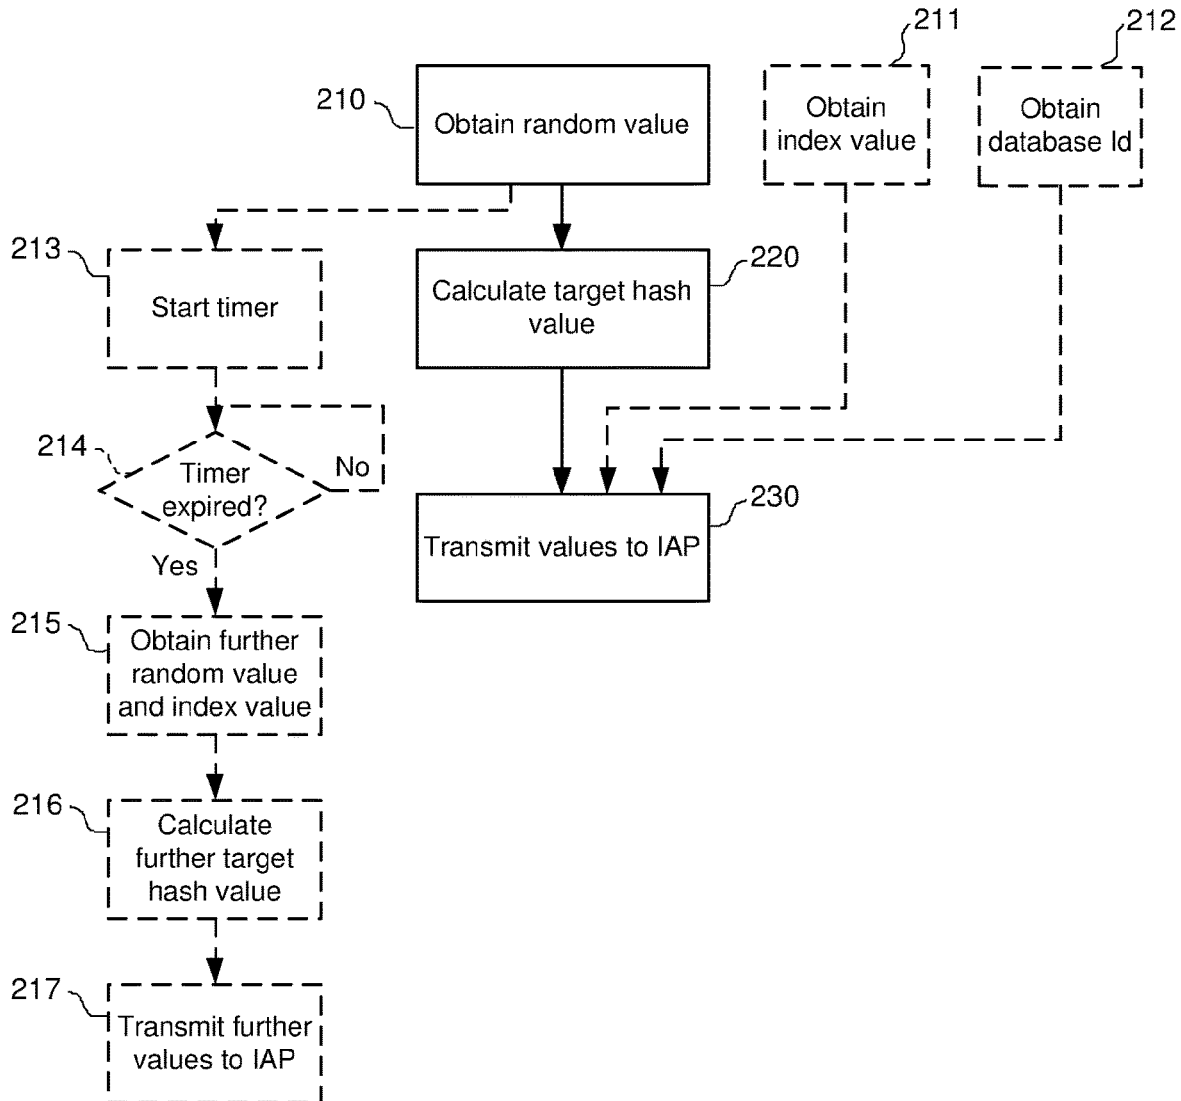 211
212
210
Obtain random value
Obtain
index value
Obtain
database Id
213
Start timer
220
Calculate target hash
value
214
Timer
expired?
No
Yes
230
Transmit values to IAP
215
Obtain further
random value
and index value
216
Calculate
further target
hash value
217
Transmit further
values to IAP